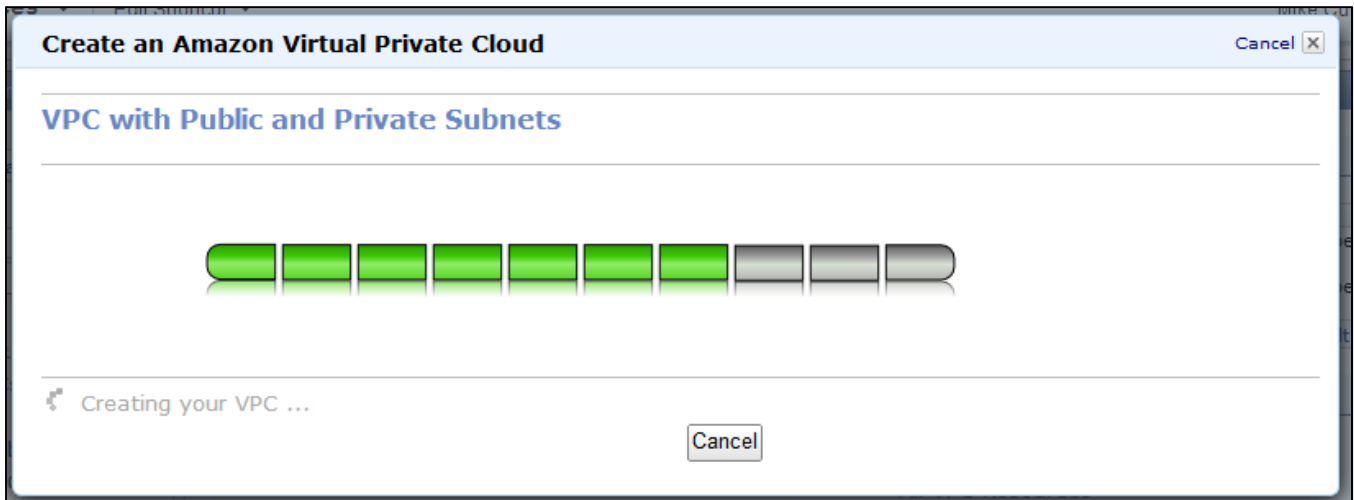 Create an Amazon Virtual Private Cloud
Cancel
VPC with Public and Private Subnets
Creating your VPC ...
Cancel